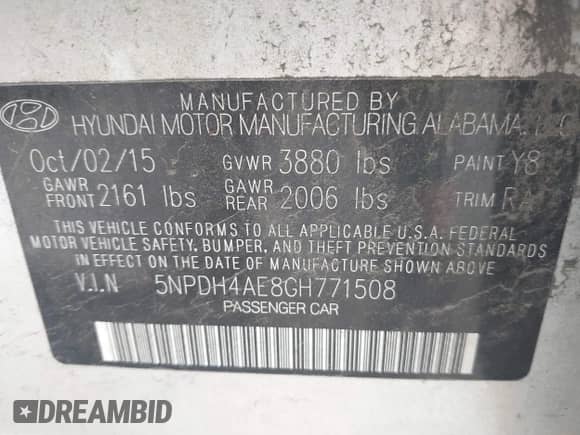 MANUFACTURED BY
HYUNDAI MOTOR MANUFACTURING ALABAMA, LLC
Oct/02/15 GVWR 3880 lbs PAINT Y8
GAWR FRONT 2161 lbs GAWR REAR 2006 lbs TRIM RA
THIS VEHICLE CONFORMS TO ALL APPLICABLE U.S.A. FEDERAL
MOTOR VEHICLE SAFETY, BUMPER, AND THEFT PREVENTION STANDARDS
IN EFFECT ON THE DATE OF MANUFACTURE SHOWN ABOVE.
V.I.N 5NPDH4AE8GH771508
PASSENGER CAR
DREAMBID